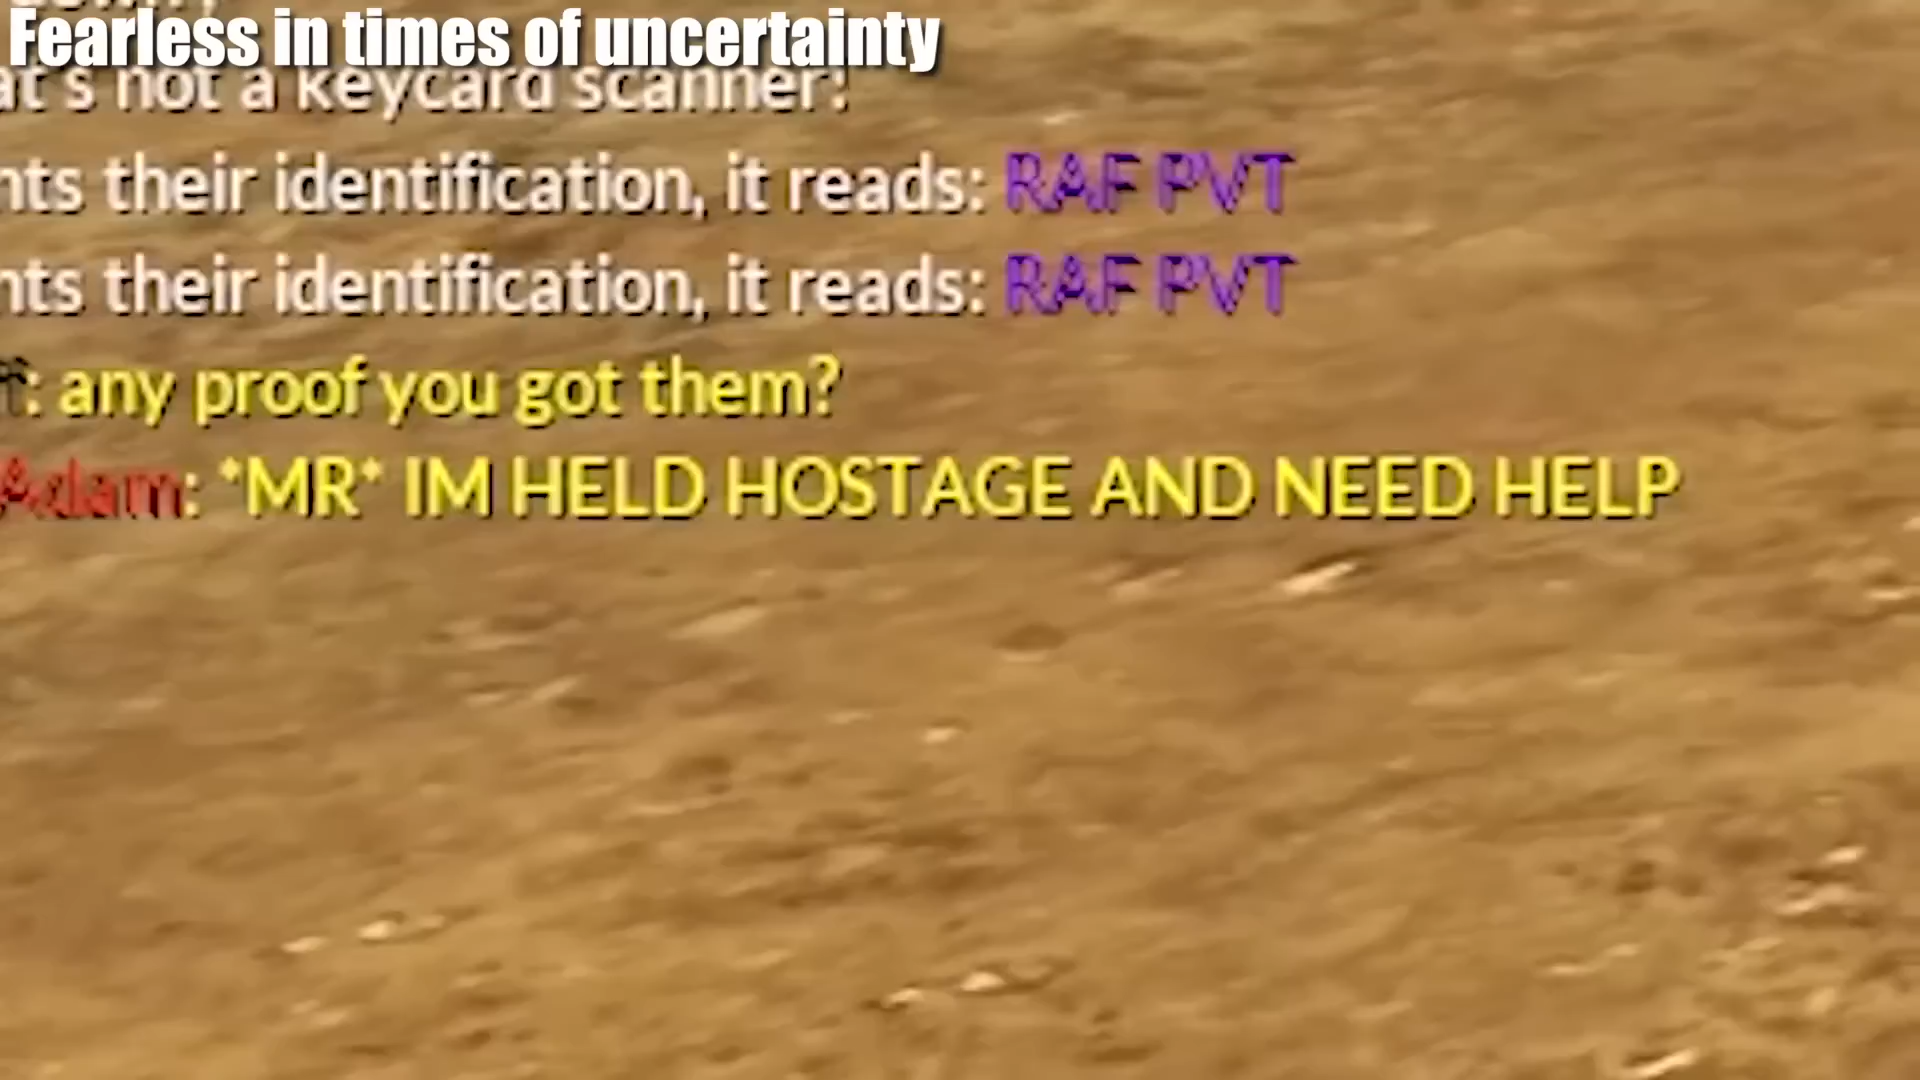 Fearless in times of uncertainty
at's not a keycard scanner!
nts their identification, it reads: RAF PVT
nts their identification, it reads: RAF PVT
: any proof you got them?
Adam: *MR* IM HELD HOSTAGE AND NEED HELP